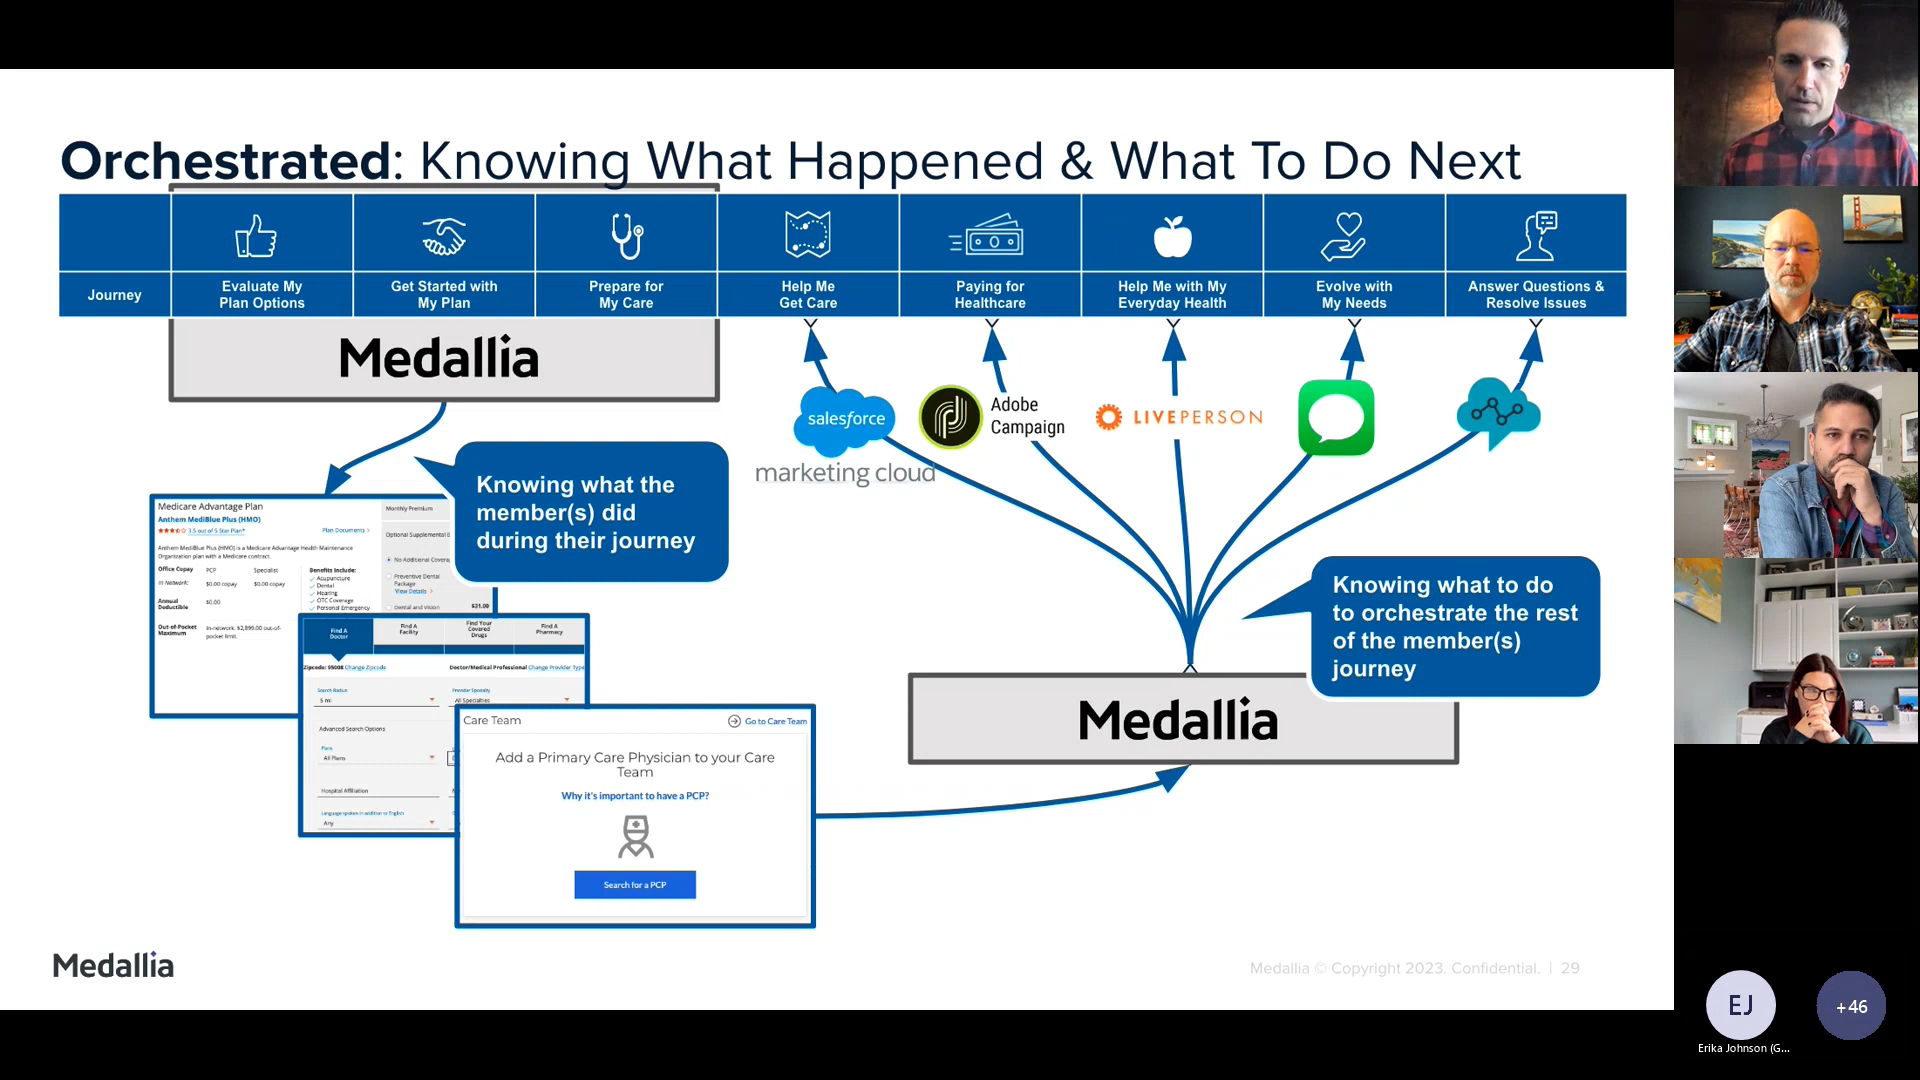 Orchestrated: Knowing What Happened & What To Do Next
Journey
Evaluate My
Plan Options
Get Started with
My Plan
Prepare for
My Care
Help Me
Get Care
Paying for
Healthcare
Help Me with My
Everyday Health
Evolve with
My Needs
Answer Questions &
Resolve Issues
Medallia
salesforce
marketing cloud
Adobe
Campaign
LIVEPERSON
Knowing what the
member(s) did
during their journey
Medicare Advantage Plan
Anthem MediBlue Plus (HMO)
3.5 out of 5 Star Plan*
Plan Documents >
Anthem MediBlue Plus (HMO) is a Medicare Advantage Health Maintenance
Organization plan with a Medicare contract.
Office Copay
PCP
Specialist
In Network:
$0.00 copay
$0.00 copay
Annual
Deductible
$0.00
Out-of-Pocket
Maximum
In-network: $2,899.00 out-of-
pocket limit.
Benefits Include:
Acupuncture
Dental
Hearing
OTC Coverage
Personal Emergency
Monthly Premium
Optional Supplemental B
No Additional Covera
Preventive Dental
Package
View Details >
Dental and Vision
$21.00
Find A
Doctor
Find A
Facility
Find Your
Covered
Drugs
Find A
Pharmacy
Zipcode: 95008 Change Zipcode
Doctor/Medical Professional Change Provider Type
Search Radius
5 mi
Provider Specialty
All Specialties
Advanced Search Options
Plans
All Plans
Hospital Affiliation
Language spoken in addition to English
Any
Care Team
Go to Care Team
Add a Primary Care Physician to your Care
Team
Why it's important to have a PCP?
Search for a PCP
Knowing what to do
to orchestrate the rest
of the member(s)
journey
Medallia
Medallia
Medallia © Copyright 2023. Confidential. | 29
EJ
+46
Erika Johnson (G...